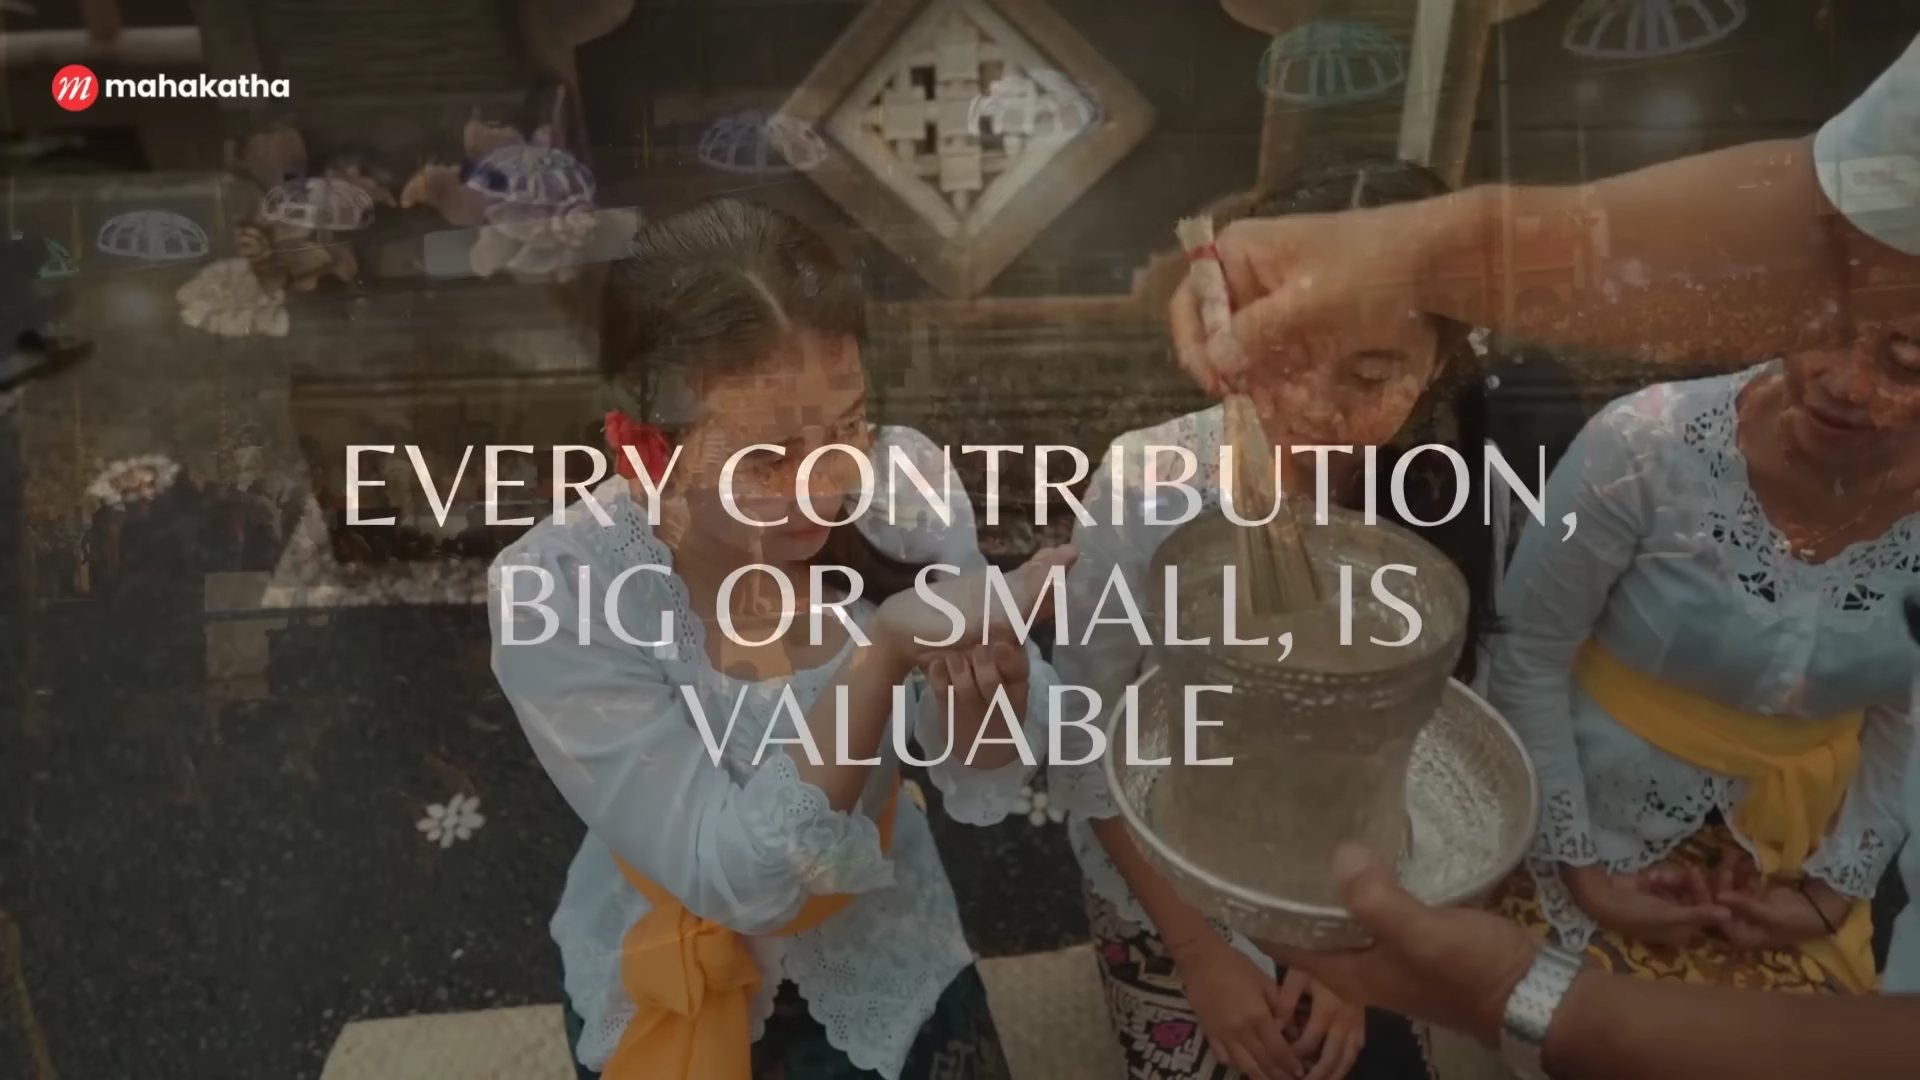 mahakatha
EVERY CONTRIBUTION,
BIG OR SMALL, IS
VALUABLE